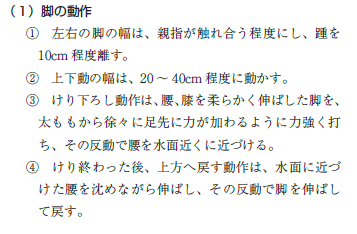 （１）脚の動作
① 左右の脚の幅は、親指が触れ合う程度にし、踵を
10cm 程度離す。
② 上下動の幅は、20 ～ 40cm 程度に動かす。
③ けり下ろし動作は、腰、膝を柔らかく伸ばした脚を、
太ももから徐々に足先に力が加わるように力強く打
ち、その反動で腰を水面近くに近づける。
④ けり終わった後、上方へ戻す動作は、水面に近づ
けた腰を沈めながら伸ばし、その反動で脚を伸ばし
て戻す。